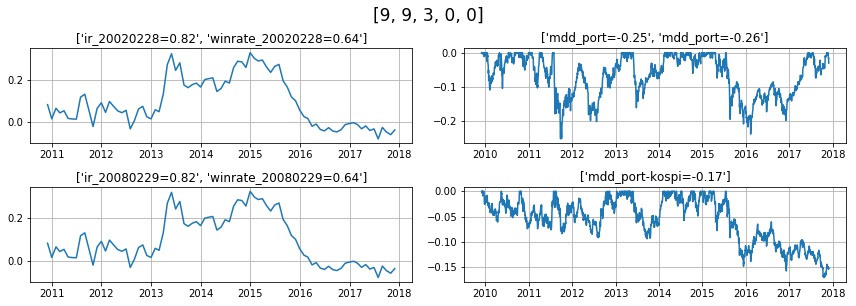 [9, 9, 3, 0, 0]
['ir_20020228=0.82', 'winrate_20020228=0.64']
0.2
0.0
2011 2012 2013 2014 2015 2016 2017 2018
['mdd_port=-0.25', 'mdd_port=-0.26']
0.0
−0.1
−0.2
2010 2011 2012 2013 2014 2015 2016 2017 2018
['ir_20080229=0.82', 'winrate_20080229=0.64']
0.2
0.0
2011 2012 2013 2014 2015 2016 2017 2018
['mdd_port-kospi=-0.17']
0.00
−0.05
−0.10
−0.15
2010 2011 2012 2013 2014 2015 2016 2017 2018